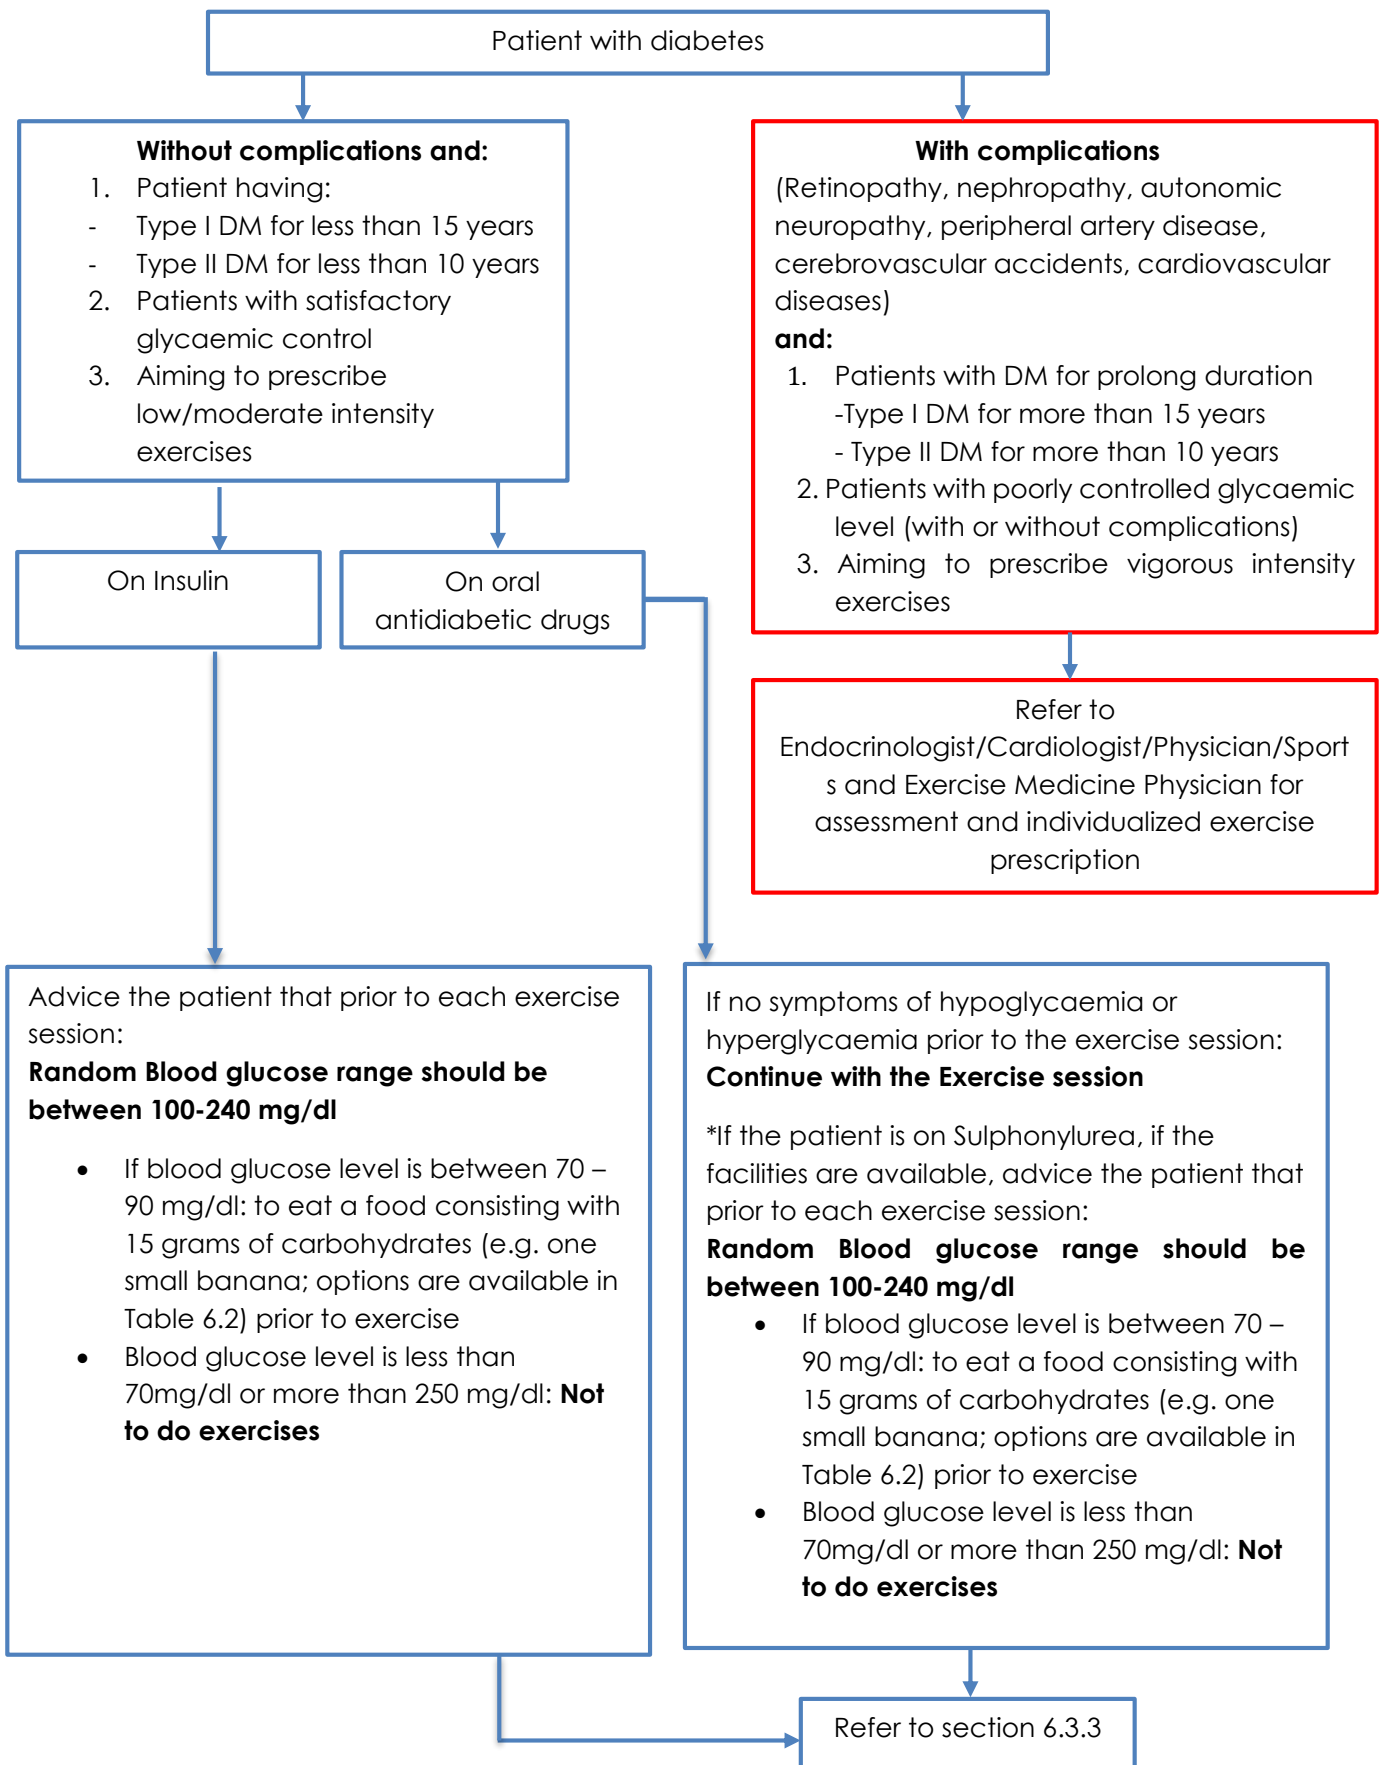 Patient with diabetes
Without complications and:
1. Patient having:
- Type I DM for less than 15 years
- Type II DM for less than 10 years
2. Patients with satisfactory
glycaemic control
3. Aiming to prescribe
low/moderate intensity
exercises
With complications
(Retinopathy, nephropathy, autonomic
neuropathy, peripheral artery disease,
cerebrovascular accidents, cardiovascular
diseases)
and:
1. Patients with DM for prolong duration
-Type I DM for more than 15 years
- Type II DM for more than 10 years
2. Patients with poorly controlled glycaemic
level (with or without complications)
3. Aiming to prescribe vigorous intensity
exercises
On Insulin
On oral
antidiabetic drugs
Refer to
Endocrinologist/Cardiologist/Physician/Sport
s and Exercise Medicine Physician for
assessment and individualized exercise
prescription
Advice the patient that prior to each exercise
session:
Random Blood glucose range should be
between 100-240 mg/dl
• If blood glucose level is between 70 –
90 mg/dl: to eat a food consisting with
15 grams of carbohydrates (e.g. one
small banana; options are available in
Table 6.2) prior to exercise
• Blood glucose level is less than
70mg/dl or more than 250 mg/dl: Not
to do exercises
If no symptoms of hypoglycaemia or
hyperglycaemia prior to the exercise session:
Continue with the Exercise session
*If the patient is on Sulphonylurea, if the
facilities are available, advice the patient that
prior to each exercise session:
Random Blood glucose range should be
between 100-240 mg/dl
• If blood glucose level is between 70 –
90 mg/dl: to eat a food consisting with
15 grams of carbohydrates (e.g. one
small banana; options are available in
Table 6.2) prior to exercise
• Blood glucose level is less than
70mg/dl or more than 250 mg/dl: Not
to do exercises
Refer to section 6.3.3